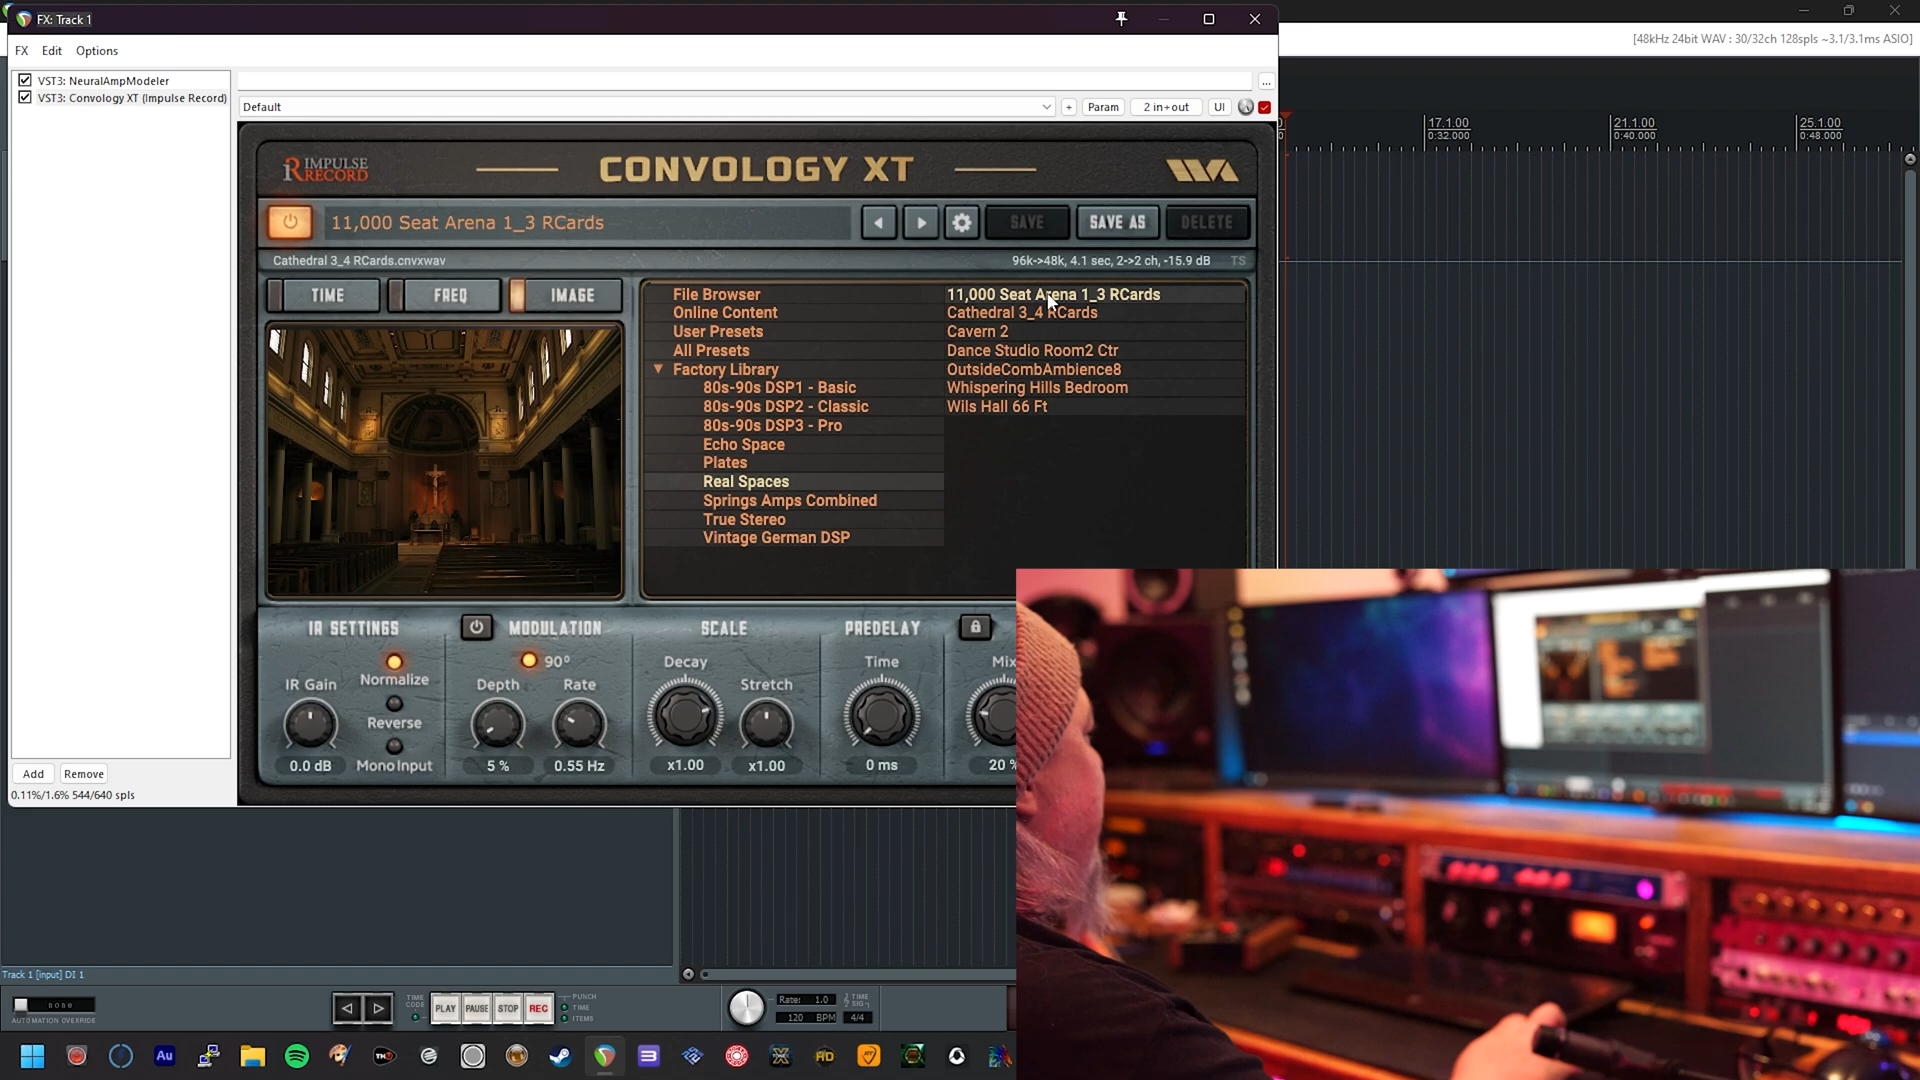 FX: Track 1
[48kHz 24bit WAV : 30/32ch 128spls ~3.1/3.1ms ASIO]
FX Edit Options
VST3: NeuralAmpModeler
VST3: Convology XT (Impulse Record)
...
Default + Param 2 in+out UI
17.1.00 21.1.00 25.1.00
0:32.000 0:40.000 0:48.000
IMPULSE RECORD
CONVOLOGY XT
11,000 Seat Arena 1_3 RCards
SAVE SAVE AS DELETE
Cathedral 3_4 RCards.cnvxwav
96k->48k, 4.1 sec, 2->2 ch, -15.9 dB TS
TIME FREQ IMAGE
File Browser
Online Content
User Presets
All Presets
Factory Library
80s-90s DSP1 - Basic
80s-90s DSP2 - Classic
80s-90s DSP3 - Pro
Echo Space
Plates
Real Spaces
Springs Amps Combined
True Stereo
Vintage German DSP
11,000 Seat Arena 1_3 RCards
Cathedral 3_4 RCards
Cavern 2
Dance Studio Room2 Ctr
OutsideCombAmbience8
Whispering Hills Bedroom
Wils Hall 66 Ft
IR SETTINGS MODULATION SCALE PREDELAY
90°
Normalize
IR Gain
Reverse
Mono Input
0.0 dB
Depth Rate
5 % 0.55 Hz
Decay Stretch
x1.00 x1.00
Time
0 ms
Mix
20 %
Add Remove
0.11%/1.6% 544/640 spls
Track 1 [input] DI 1
NONE
AUTOMATION OVERRIDE
TIME CODE
PLAY PAUSE STOP REC
PUNCH
TIME
ITEMS
Rate: 1.0
120 BPM
TIME SIG
4/4
Au